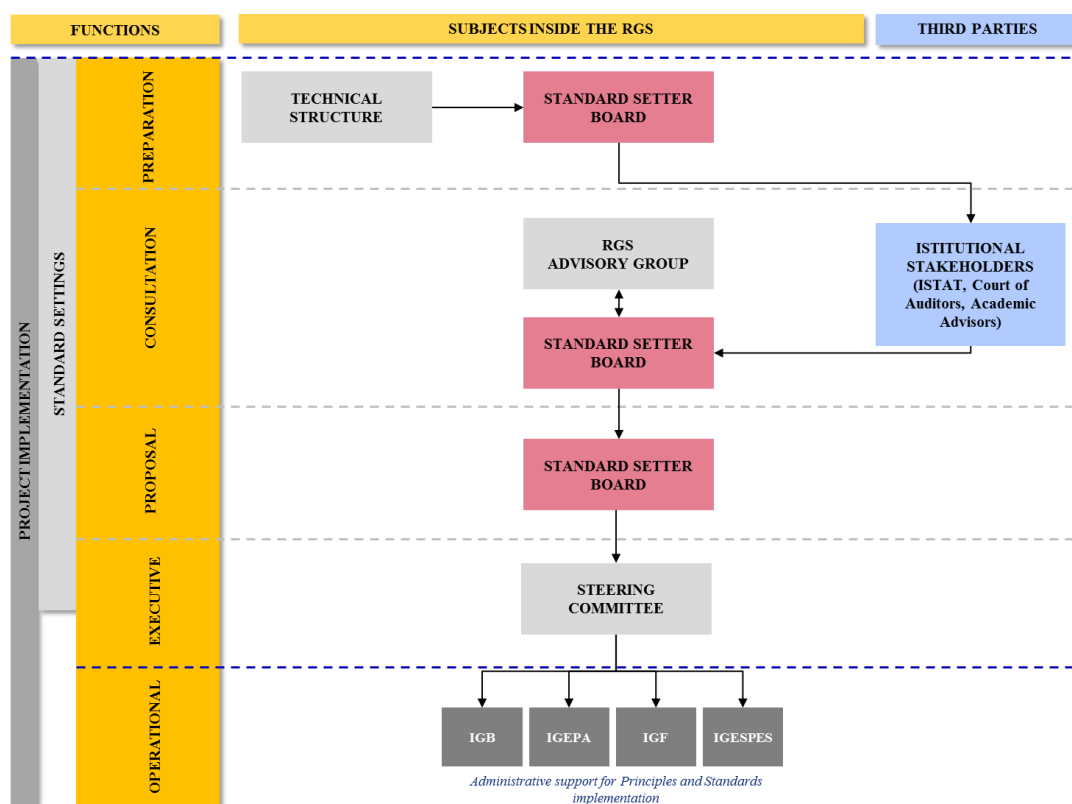 FUNCTIONS
SUBJECTS INSIDE THE RGS
THIRD PARTIES
PROJECT IMPLEMENTATION
STANDARD SETTINGS
PREPARATION
TECHNICAL
STRUCTURE
STANDARD SETTER
BOARD
CONSULTATION
RGS
ADVISORY GROUP
ISTITUTIONAL
STAKEHOLDERS
(ISTAT, Court of
Auditors, Academic
Advisors)
STANDARD SETTER
BOARD
PROPOSAL
STANDARD SETTER
BOARD
EXECUTIVE
STEERING
COMMITTEE
OPERATIONAL
IGB
IGEPA
IGF
IGESPES
Administrative support for Principles and Standards
implementation